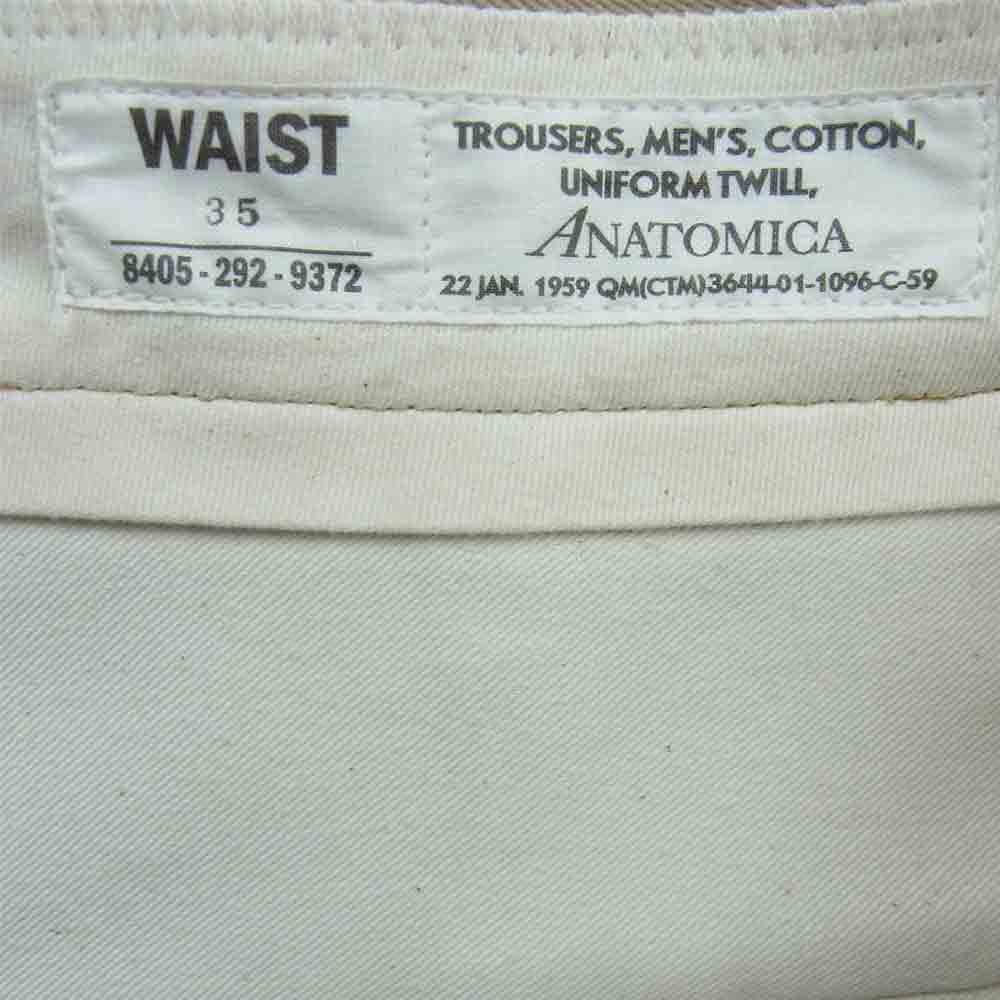 WAIST
35
8405-292-9372
TROUSERS, MEN'S, COTTON,
UNIFORM TWILL,
ANATOMICA
22 JAN. 1959 QM(CTM)3644-01-1096-C-59